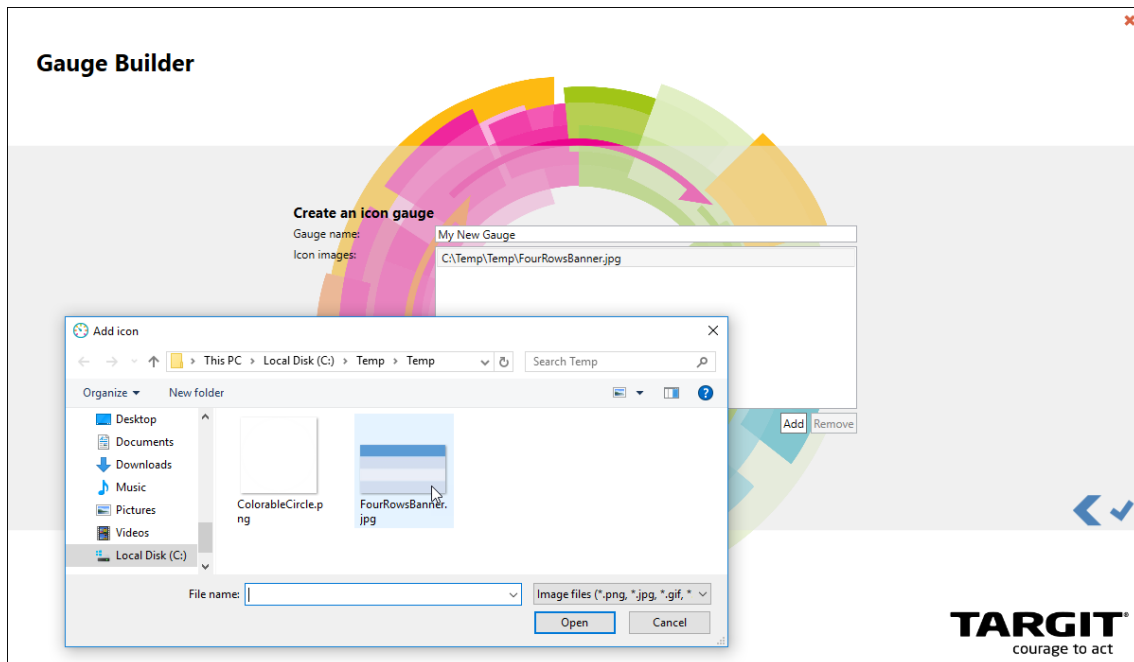 Gauge Builder
Create an icon gauge
Gauge name:
My New Gauge
Icon images:
C:\Temp\Temp\FourRowsBanner.jpg
Add icon
This PC > Local Disk (C:) > Temp > Temp
Search Temp
Organize
New folder
Desktop
Documents
Downloads
Music
Pictures
Videos
Local Disk (C:)
ColorableCircle.p
ng
FourRowsBanner.
jpg
Add
Remove
File name:
Image files (*.png, *.jpg, *.gif, *
Open
Cancel
TARGIT®
courage to act